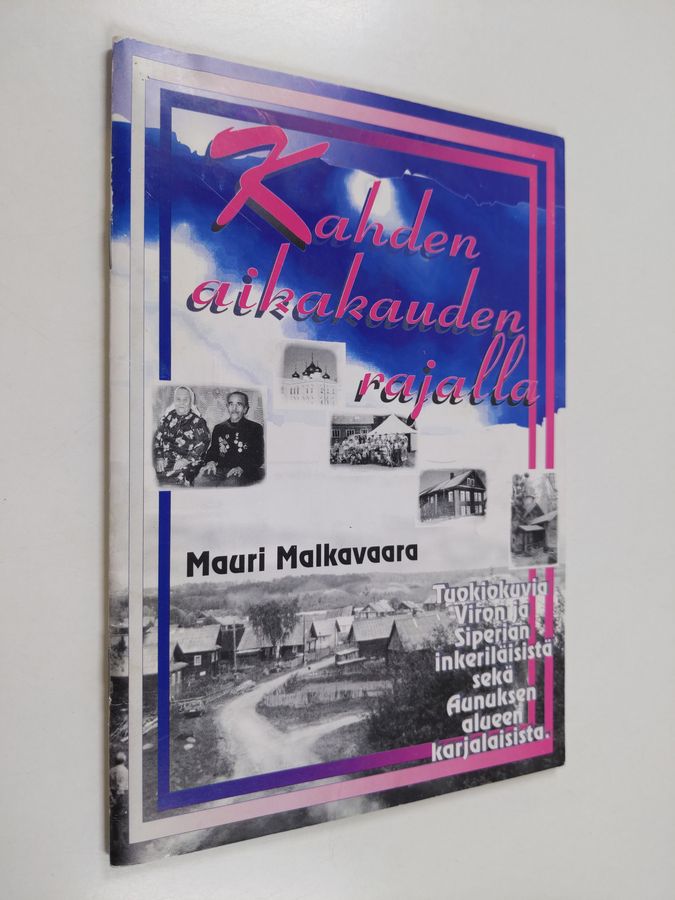 Kahden
aikakauden
rajalla
Mauri Malkavaara
Tuokiokuvia
Viron ja
Siperian
inkeriläisistä
sekä
Aunuksen
alueen
karjalaisista.